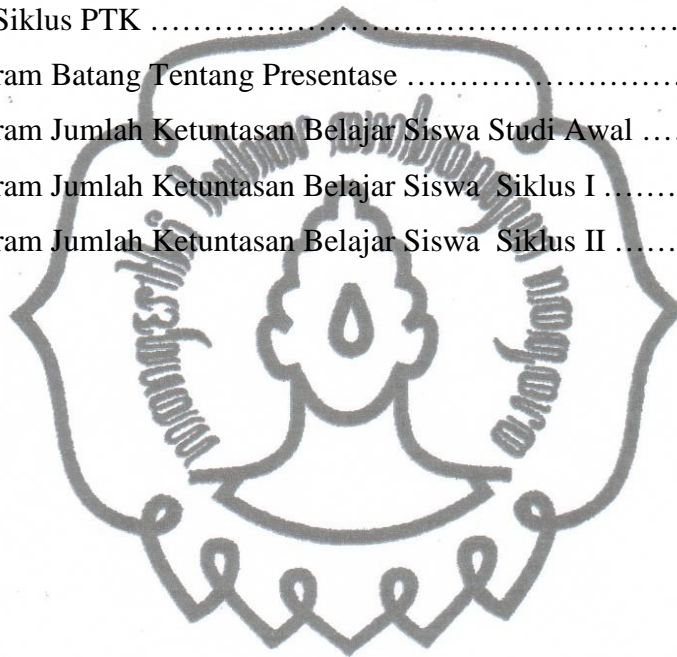 Siklus PTK ……………………………………………
ram Batang Tentang Presentase ………………………
ram Jumlah Ketuntasan Belajar Siswa Studi Awal ….
ram Jumlah Ketuntasan Belajar Siswa  Siklus I ……..
ram Jumlah Ketuntasan Belajar Siswa  Siklus II ……